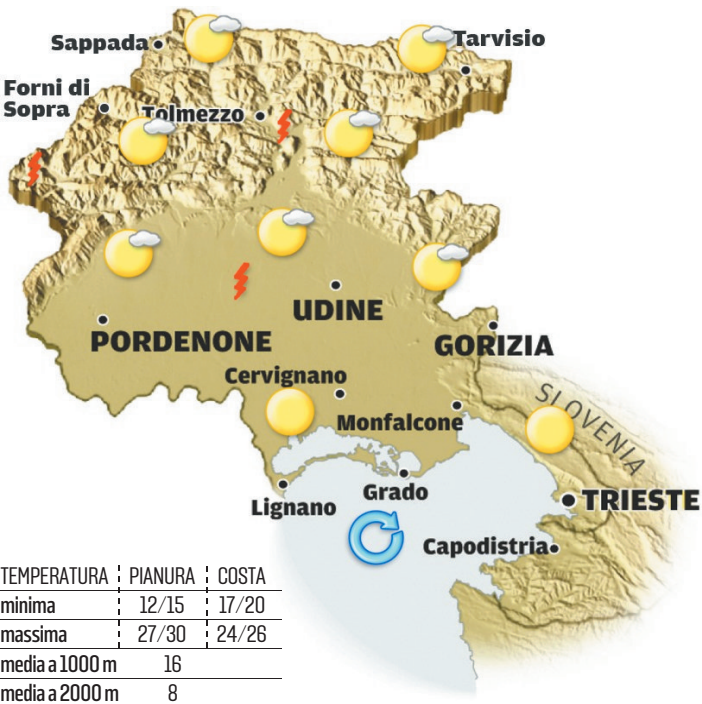 Sappada
Tarvisio
Forni di
Sopra
Tolmezzo
UDINE
PORDENONE
GORIZIA
Cervignano
SLOVENIA
Monfalcone
Grado
TRIESTE
Lignano
Capodistria
TEMPERATURA PIANURA COSTA
minima 12/15 17/20
massima 27/30 24/26
media a 1000 m 16
media a 2000 m 8